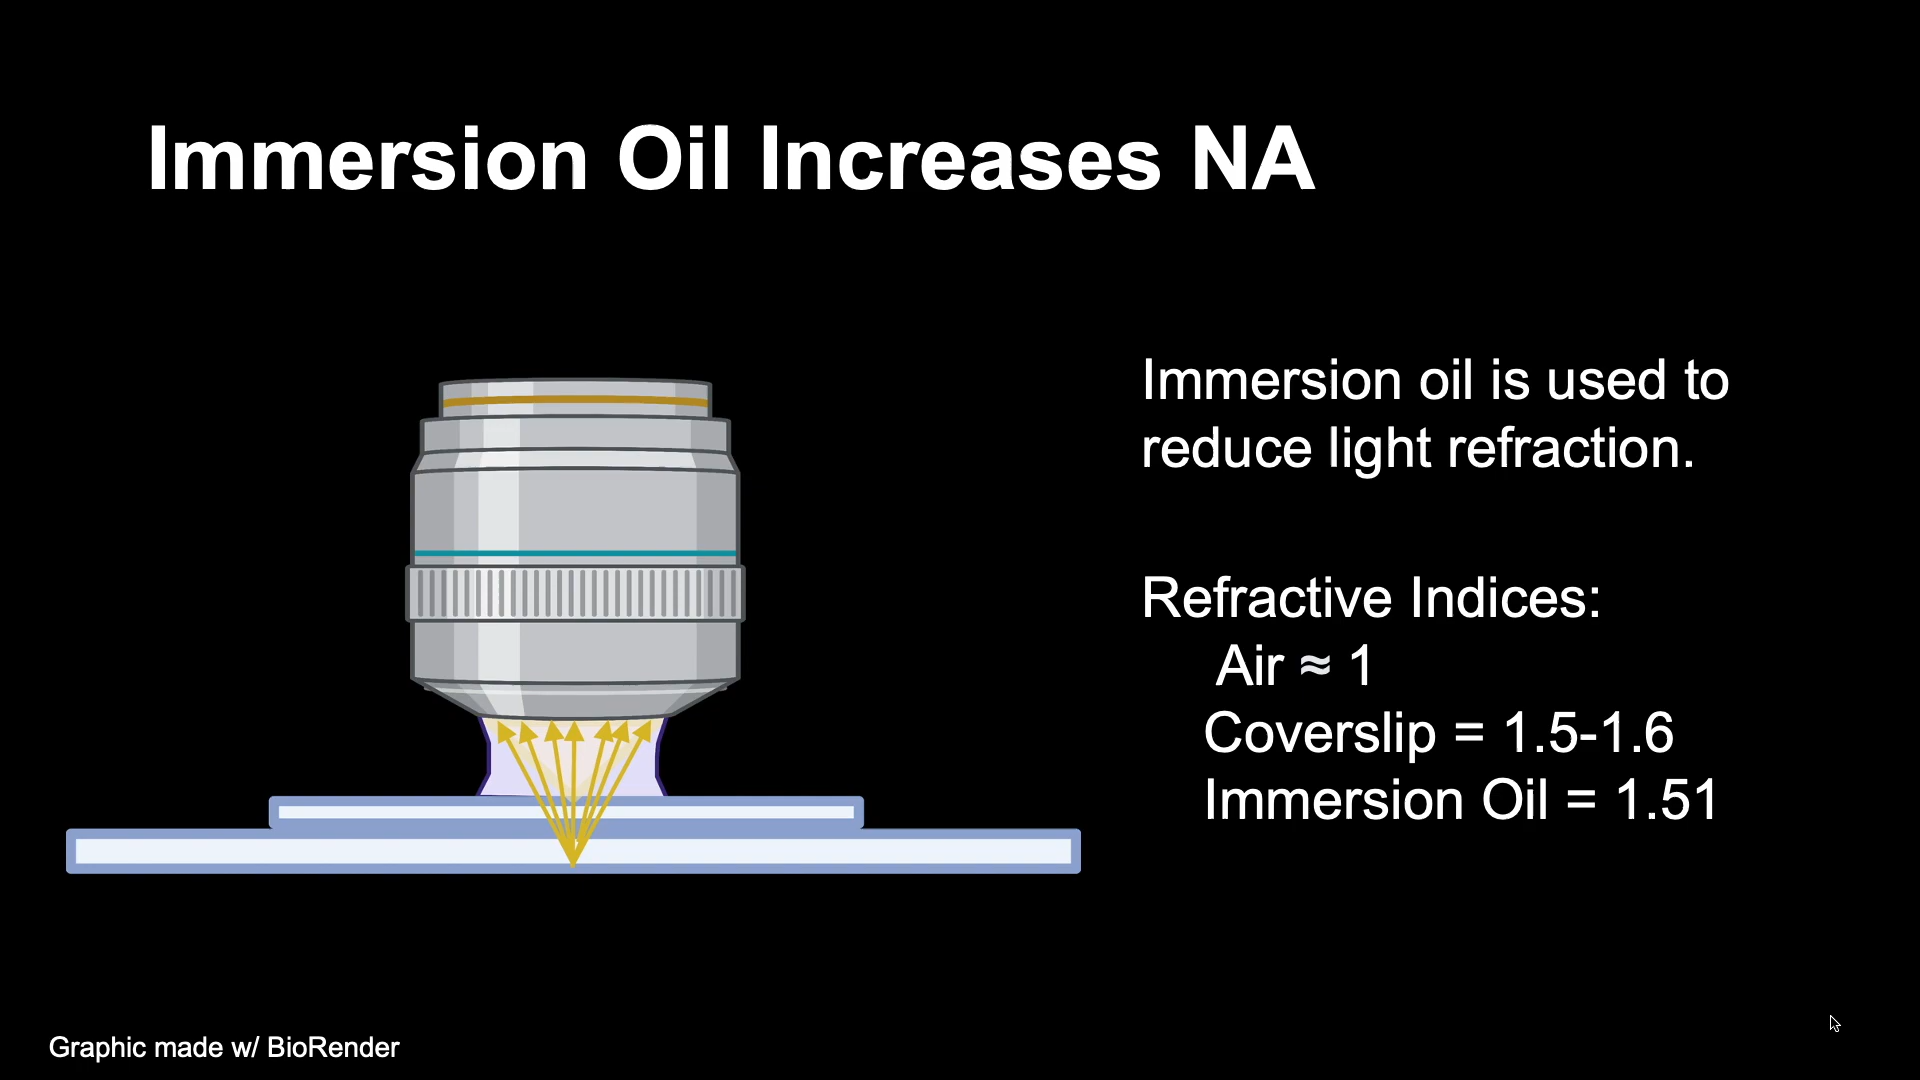 Immersion Oil Increases NA
Immersion oil is used to
reduce light refraction.
Refractive Indices:
Air ≈ 1
Coverslip = 1.5-1.6
Immersion Oil = 1.51
Graphic made w/ BioRender